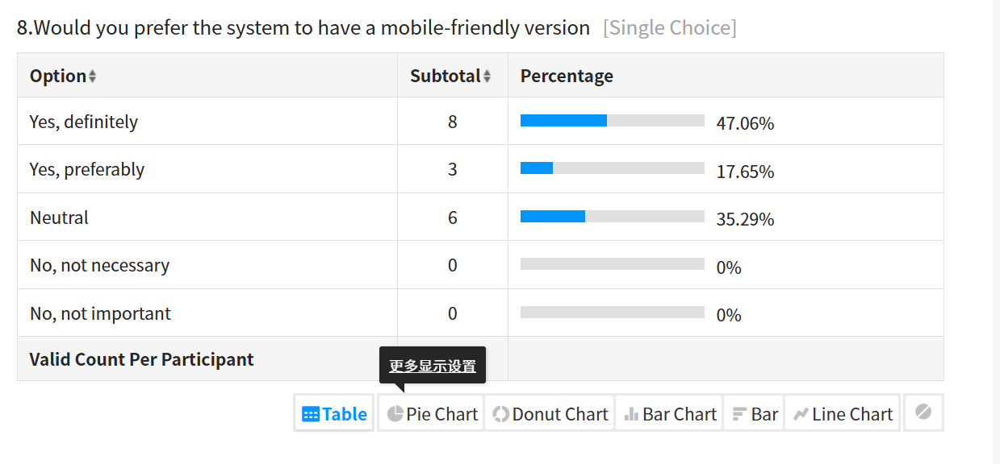 8.Would you prefer the system to have a mobile-friendly version [Single Choice]
Option Subtotal Percentage
Yes, definitely 8 47.06%
Yes, preferably 3 17.65%
Neutral 6 35.29%
No, not necessary 0 0%
No, not important 0 0%
Valid Count Per Participant
更多显示设置
Table Pie Chart Donut Chart Bar Chart Bar Line Chart